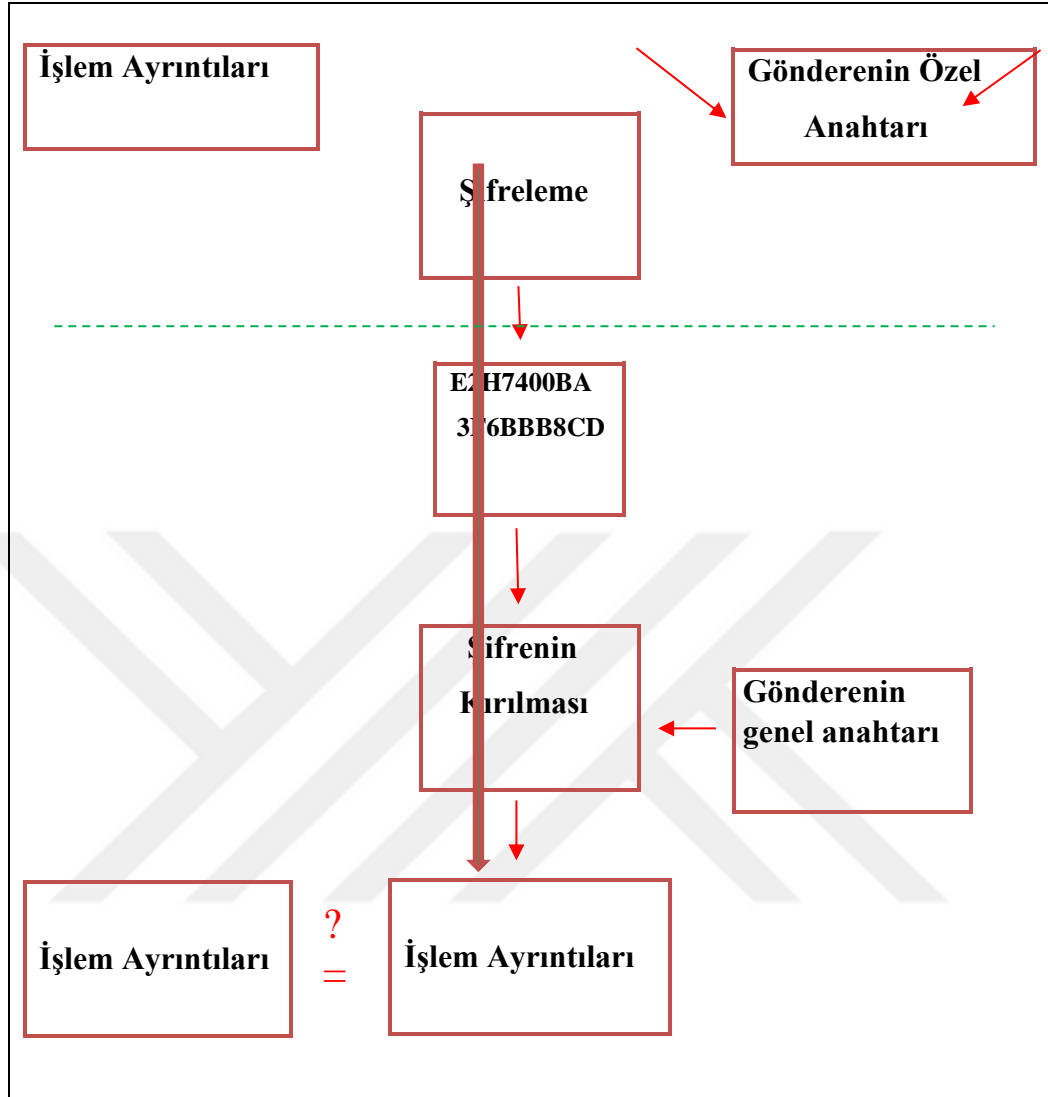 İşlem Ayrıntıları
Gönderenin Özel
Anahtarı
Şifreleme
E2H7400BA
3F6BBB8CD
Şifrenin
Kırılması
Gönderenin
genel anahtarı
İşlem Ayrıntıları
?
=
İşlem Ayrıntıları